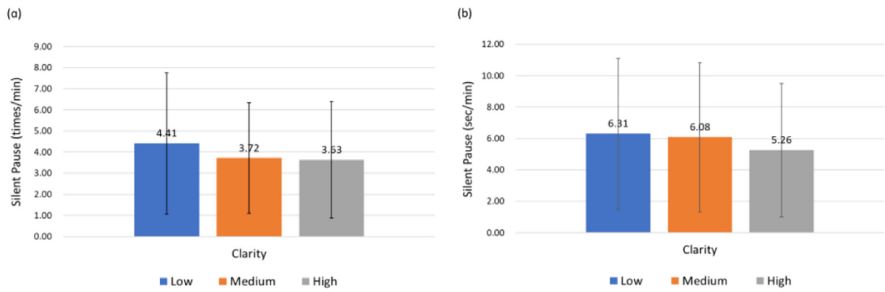 (a)
Silent Pause (times/min)
9.00
8.00
7.00
6.00
5.00
4.00
3.00
2.00
1.00
0.00
4.41
3.72
3.63
Clarity
Low Medium High
(b)
Silent Pause (sec/min)
12.00
10.00
8.00
6.00
4.00
2.00
0.00
6.31
6.08
5.26
Clarity
Low Medium High